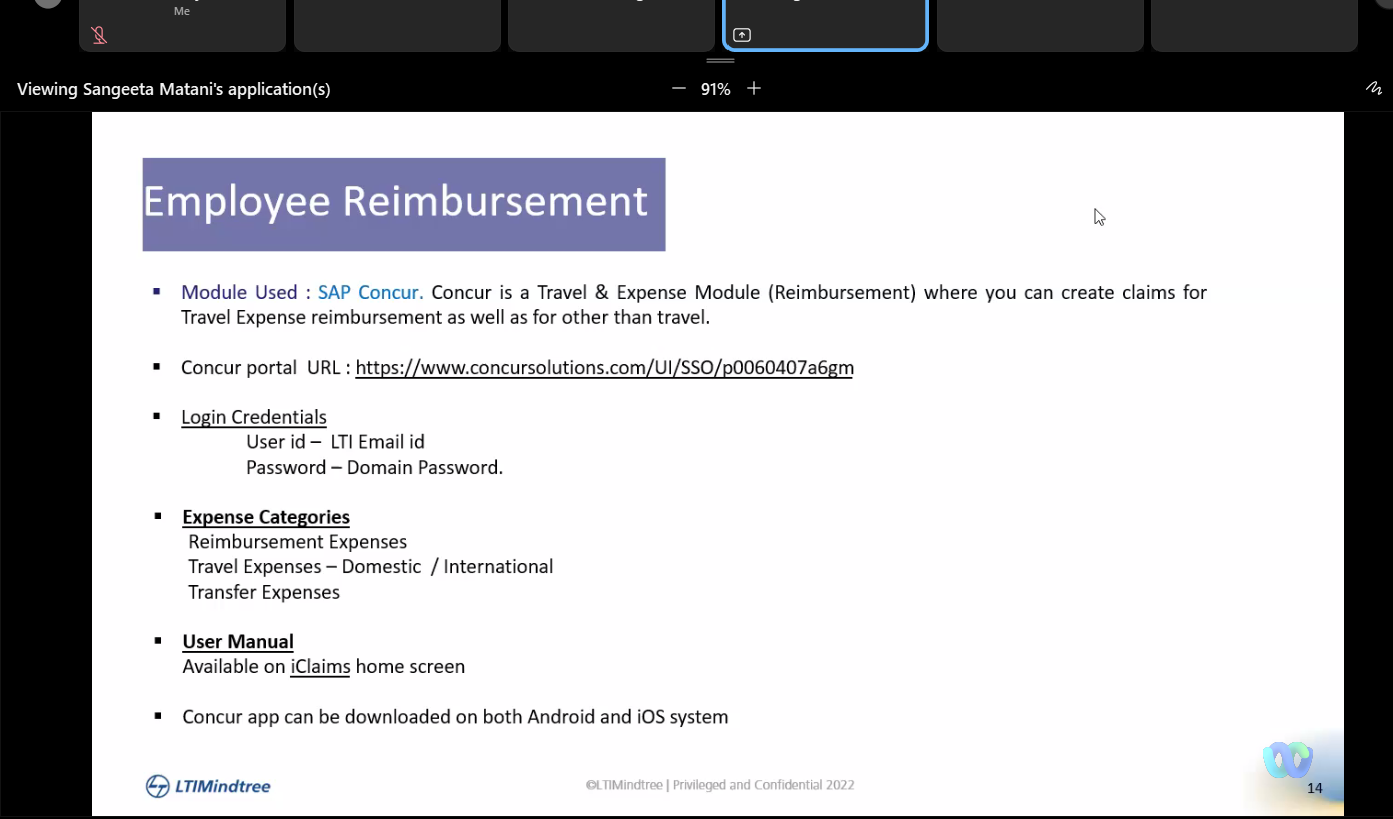 Me
Viewing Sangeeta Matani's application(s)
91%
Employee Reimbursement
Module Used : SAP Concur. Concur is a Travel & Expense Module (Reimbursement) where you can create claims for
Travel Expense reimbursement as well as for other than travel.
Concur portal URL : https://www.concursolutions.com/UI/SSO/p0060407a6gm
Login Credentials
User id – LTI Email id
Password – Domain Password.
Expense Categories
Reimbursement Expenses
Travel Expenses – Domestic / International
Transfer Expenses
User Manual
Available on iClaims home screen
Concur app can be downloaded on both Android and iOS system
LTIMindtree
©LTIMindtree | Privileged and Confidential 2022
14